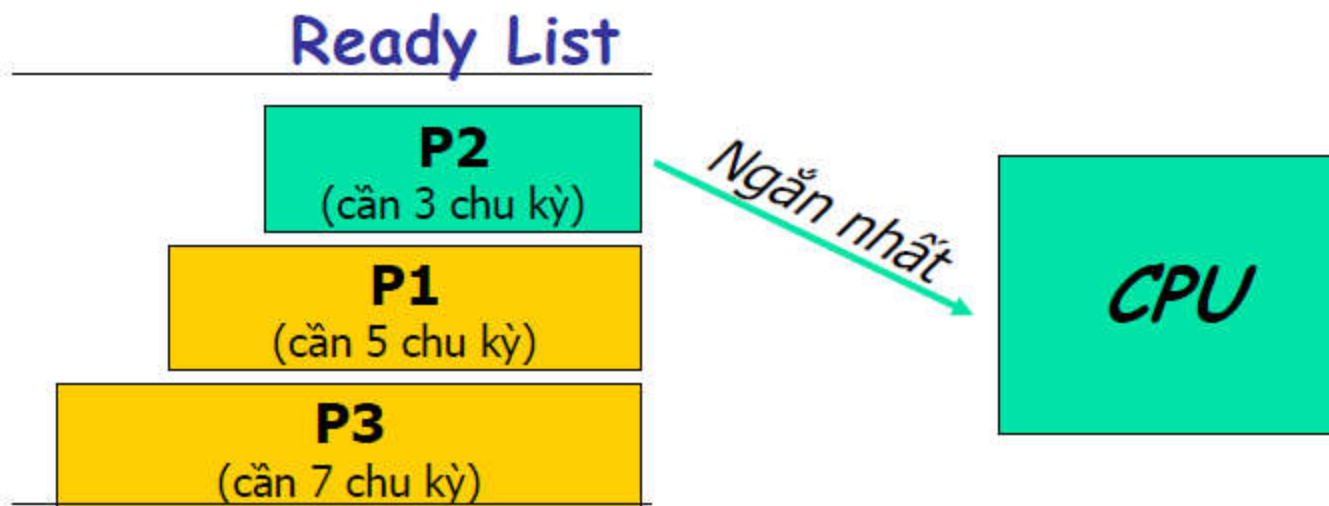 Ready List
P2
(cần 3 chu kỳ)
Ngắn nhất
CPU
P1
(cần 5 chu kỳ)
P3
(cần 7 chu kỳ)